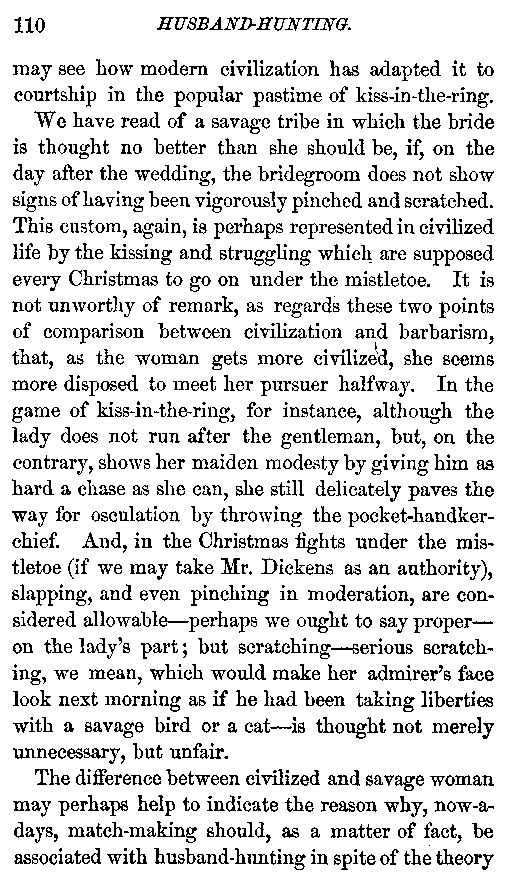 110 HUSBAND-HUNTING.
may see how modern civilization has adapted it to
courtship in the popular pastime of kiss-in-the-ring.
We have read of a savage tribe in which the bride
is thought no better than she should be, if, on the
day after the wedding, the bridegroom does not show
signs of having been vigorously pinched and scratched.
This custom, again, is perhaps represented in civilized
life by the kissing and struggling which are supposed
every Christmas to go on under the mistletoe. It is
not unworthy of remark, as regards these two points
of comparison between civilization and barbarism,
that, as the woman gets more civilized, she seems
more disposed to meet her pursuer halfway. In the
game of kiss-in-the-ring, for instance, although the
lady does not run after the gentleman, but, on the
contrary, shows her maiden modesty by giving him as
hard a chase as she can, she still delicately paves the
way for osculation by throwing the pocket-handker-
chief. And, in the Christmas fights under the mis-
tletoe (if we may take Mr. Dickens as an authority),
slapping, and even pinching in moderation, are con-
sidered allowable—perhaps we ought to say proper—
on the lady's part; but scratching—serious scratch-
ing, we mean, which would make her admirer's face
look next morning as if he had been taking liberties
with a savage bird or a cat—is thought not merely
unnecessary, but unfair.
The difference between civilized and savage woman
may perhaps help to indicate the reason why, now-a-
days, match-making should, as a matter of fact, be
associated with husband-hunting in spite of the theory